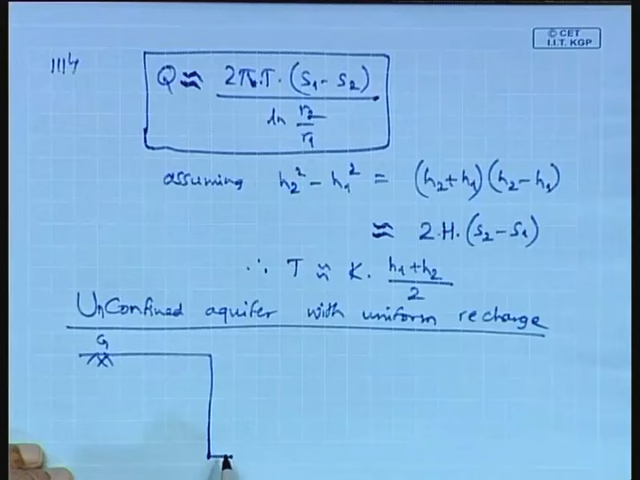 © CET
I.I.T. KGP
111ly
Q ≈ 2π.T.(S1-S2) / ln r2/r1
assuming h2² - h1² = (h2+h1)(h2-h1)
≈ 2.H.(S2-S1)
∴ T ≈ K. h1+h2 / 2
UnConfined aquifer with uniform recharge
G